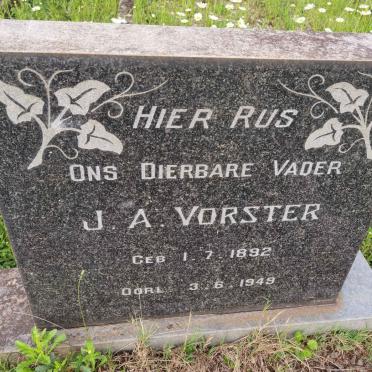 HIER RUS
ONS DIERBARE VADER
J. A. VORSTER
GEB 1. 7. 1892
OORL. 3. 6. 1949